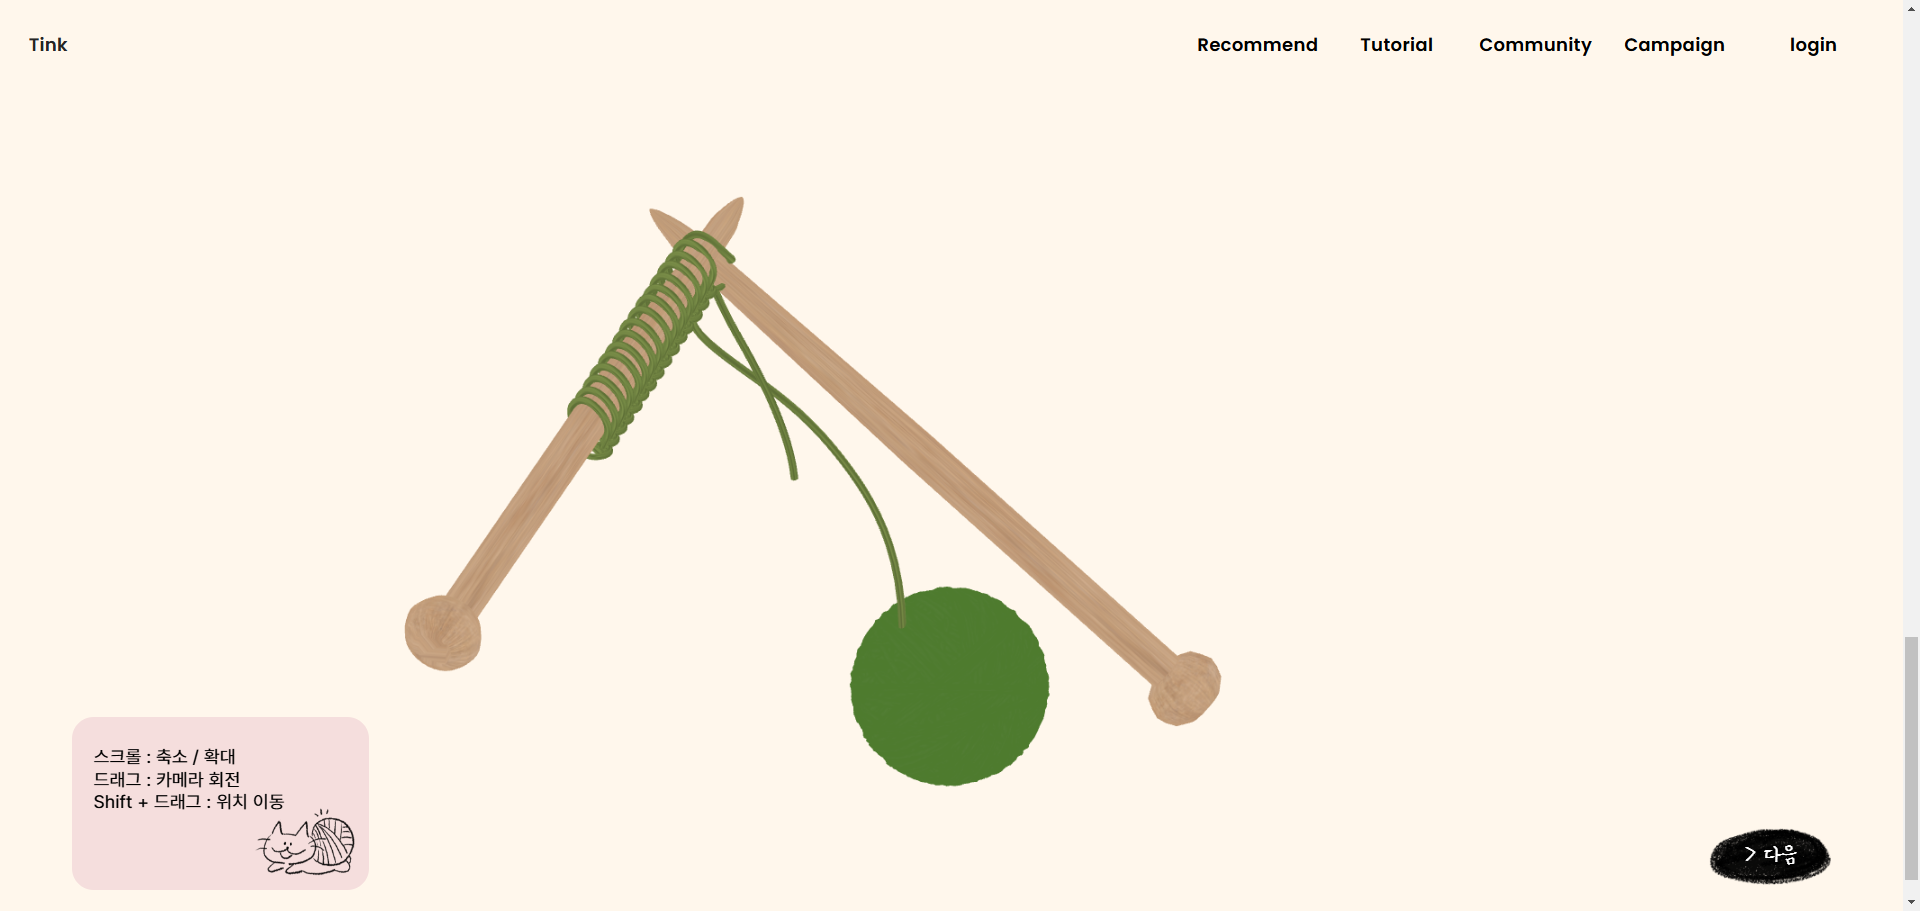 Tink
Recommend
Tutorial
Community
Campaign
login
스크롤 : 축소 / 확대
드래그 : 카메라 회전
Shift + 드래그 : 위치 이동
> 다음